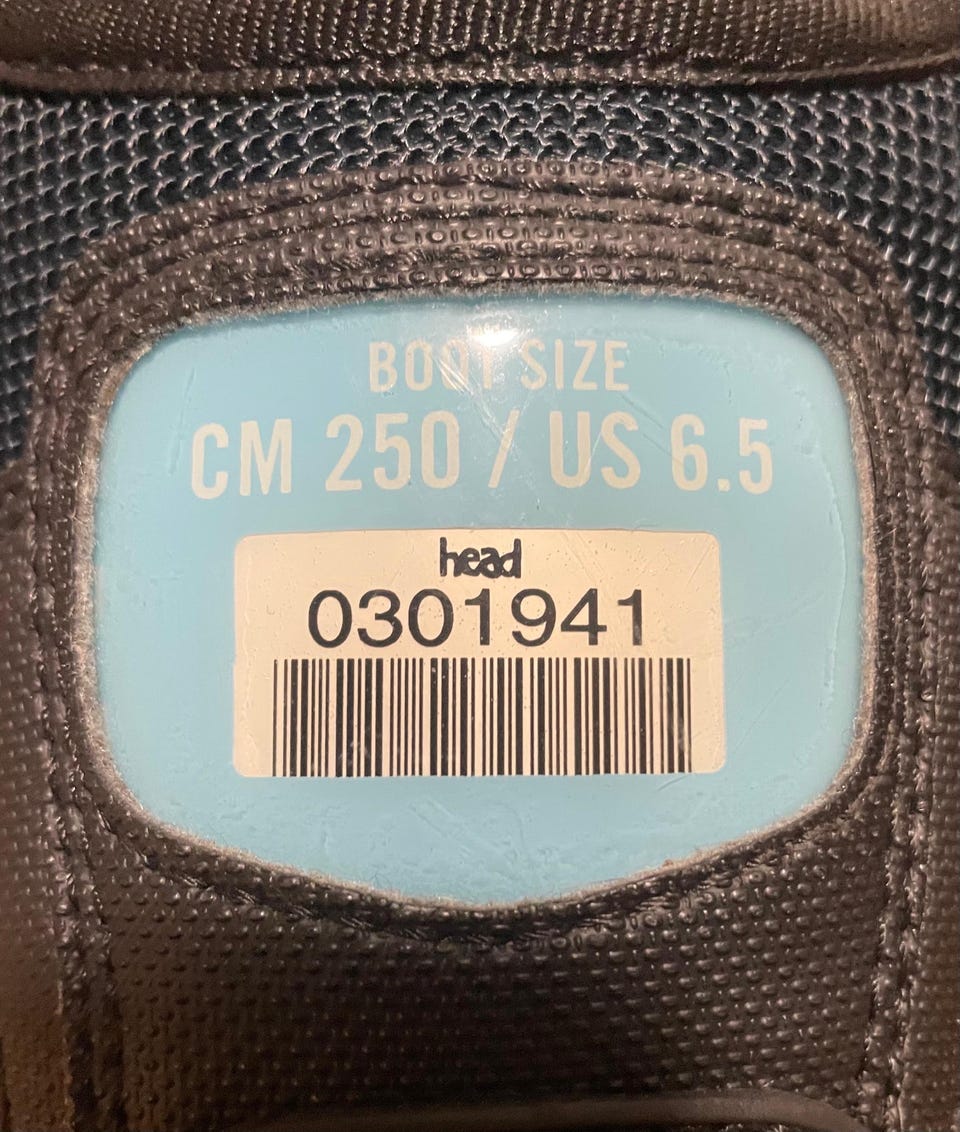 BOOT SIZE
CM 250 / US 6.5
head
0301941